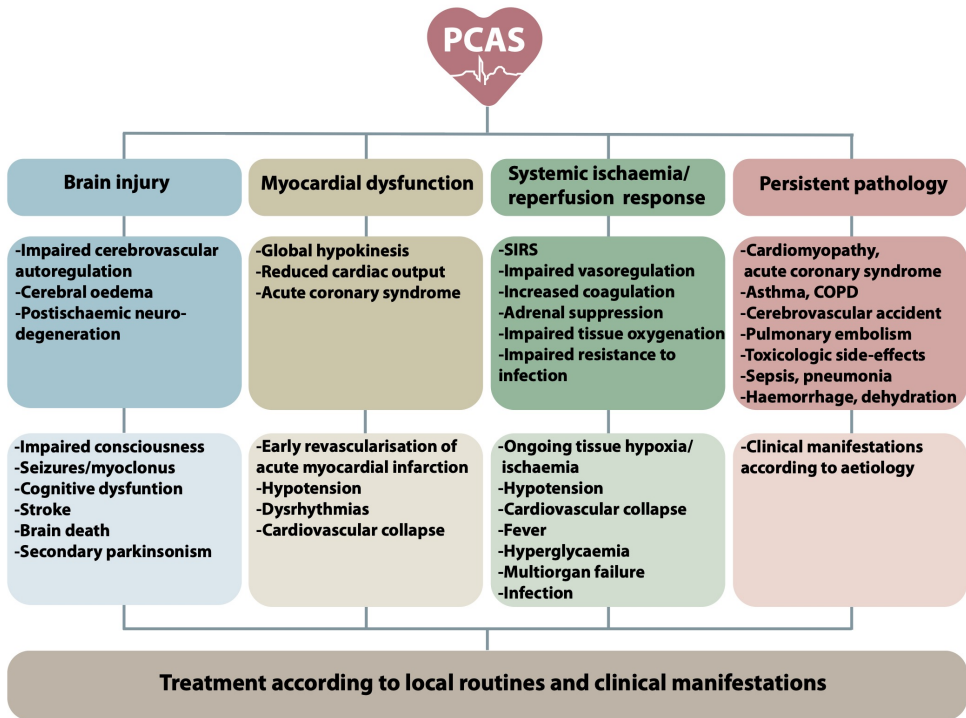 PCAS
Brain injury
Myocardial dysfunction
Systemic ischaemia/
reperfusion response
Persistent pathology
-Impaired cerebrovascular
autoregulation
-Cerebral oedema
-Postischaemic neuro-
degeneration
-Global hypokinesis
-Reduced cardiac output
-Acute coronary syndrome
-SIRS
-Impaired vasoregulation
-Increased coagulation
-Adrenal suppression
-Impaired tissue oxygenation
-Impaired resistance to
infection
-Cardiomyopathy,
acute coronary syndrome
-Asthma, COPD
-Cerebrovascular accident
-Pulmonary embolism
-Toxicologic side-effects
-Sepsis, pneumonia
-Haemorrhage, dehydration
-Impaired consciousness
-Seizures/myoclonus
-Cognitive dysfuntion
-Stroke
-Brain death
-Secondary parkinsonism
-Early revascularisation of
acute myocardial infarction
-Hypotension
-Dysrhythmias
-Cardiovascular collapse
-Ongoing tissue hypoxia/
ischaemia
-Hypotension
-Cardiovascular collapse
-Fever
-Hyperglycaemia
-Multiorgan failure
-Infection
-Clinical manifestations
according to aetiology
Treatment according to local routines and clinical manifestations